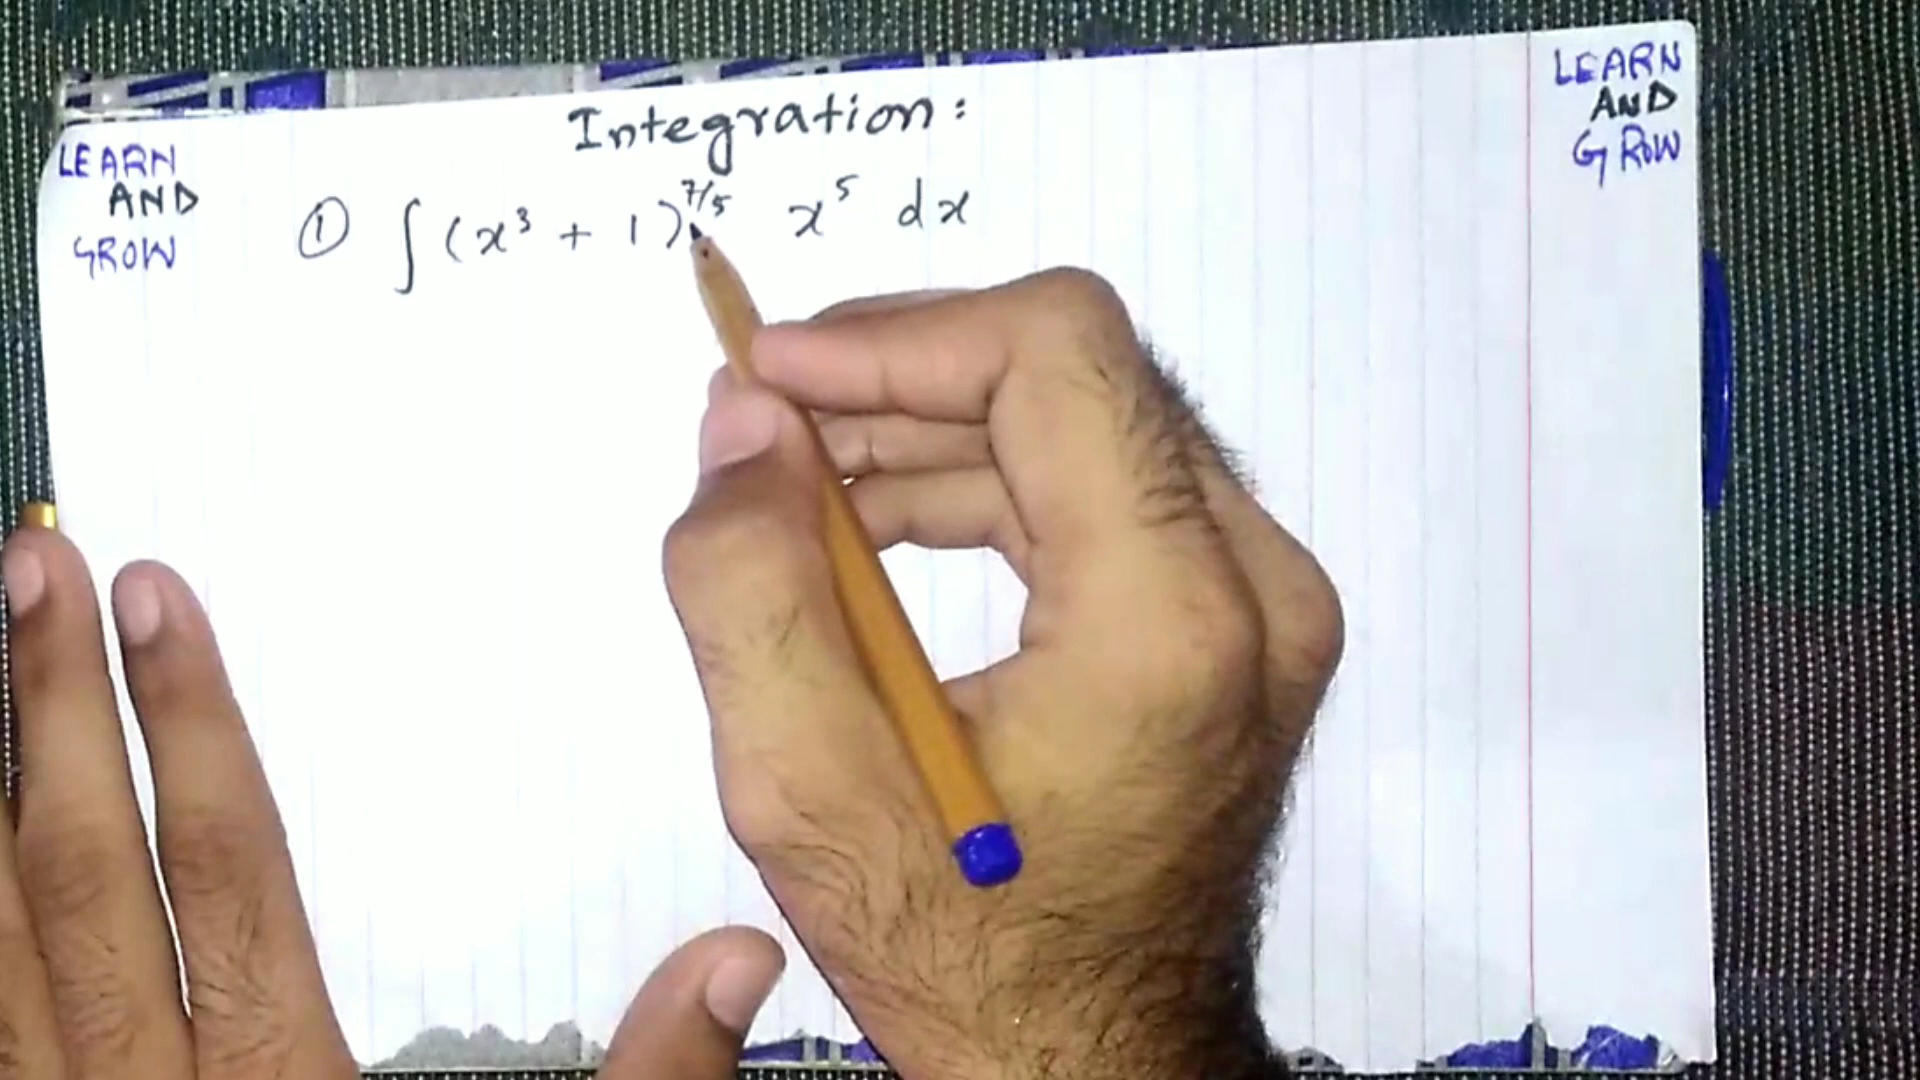 Integration:
LEARN
AND
GROW
LEARN
AND
GROW
① ∫ (x³ + 1)^{7/5} x⁵ dx